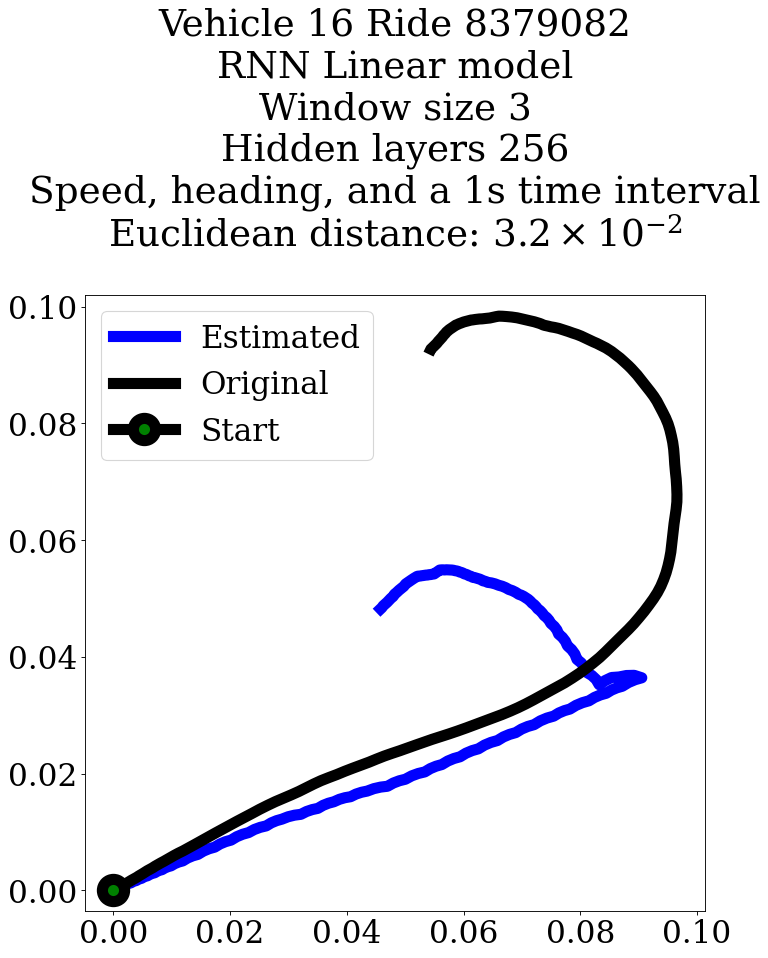 Vehicle 16 Ride 8379082
RNN Linear model
Window size 3
Hidden layers 256
Speed, heading, and a 1s time interval
Euclidean distance: 3.2 × 10⁻²
Estimated
Original
Start
0.10
0.08
0.06
0.04
0.02
0.00
0.00 0.02 0.04 0.06 0.08 0.10